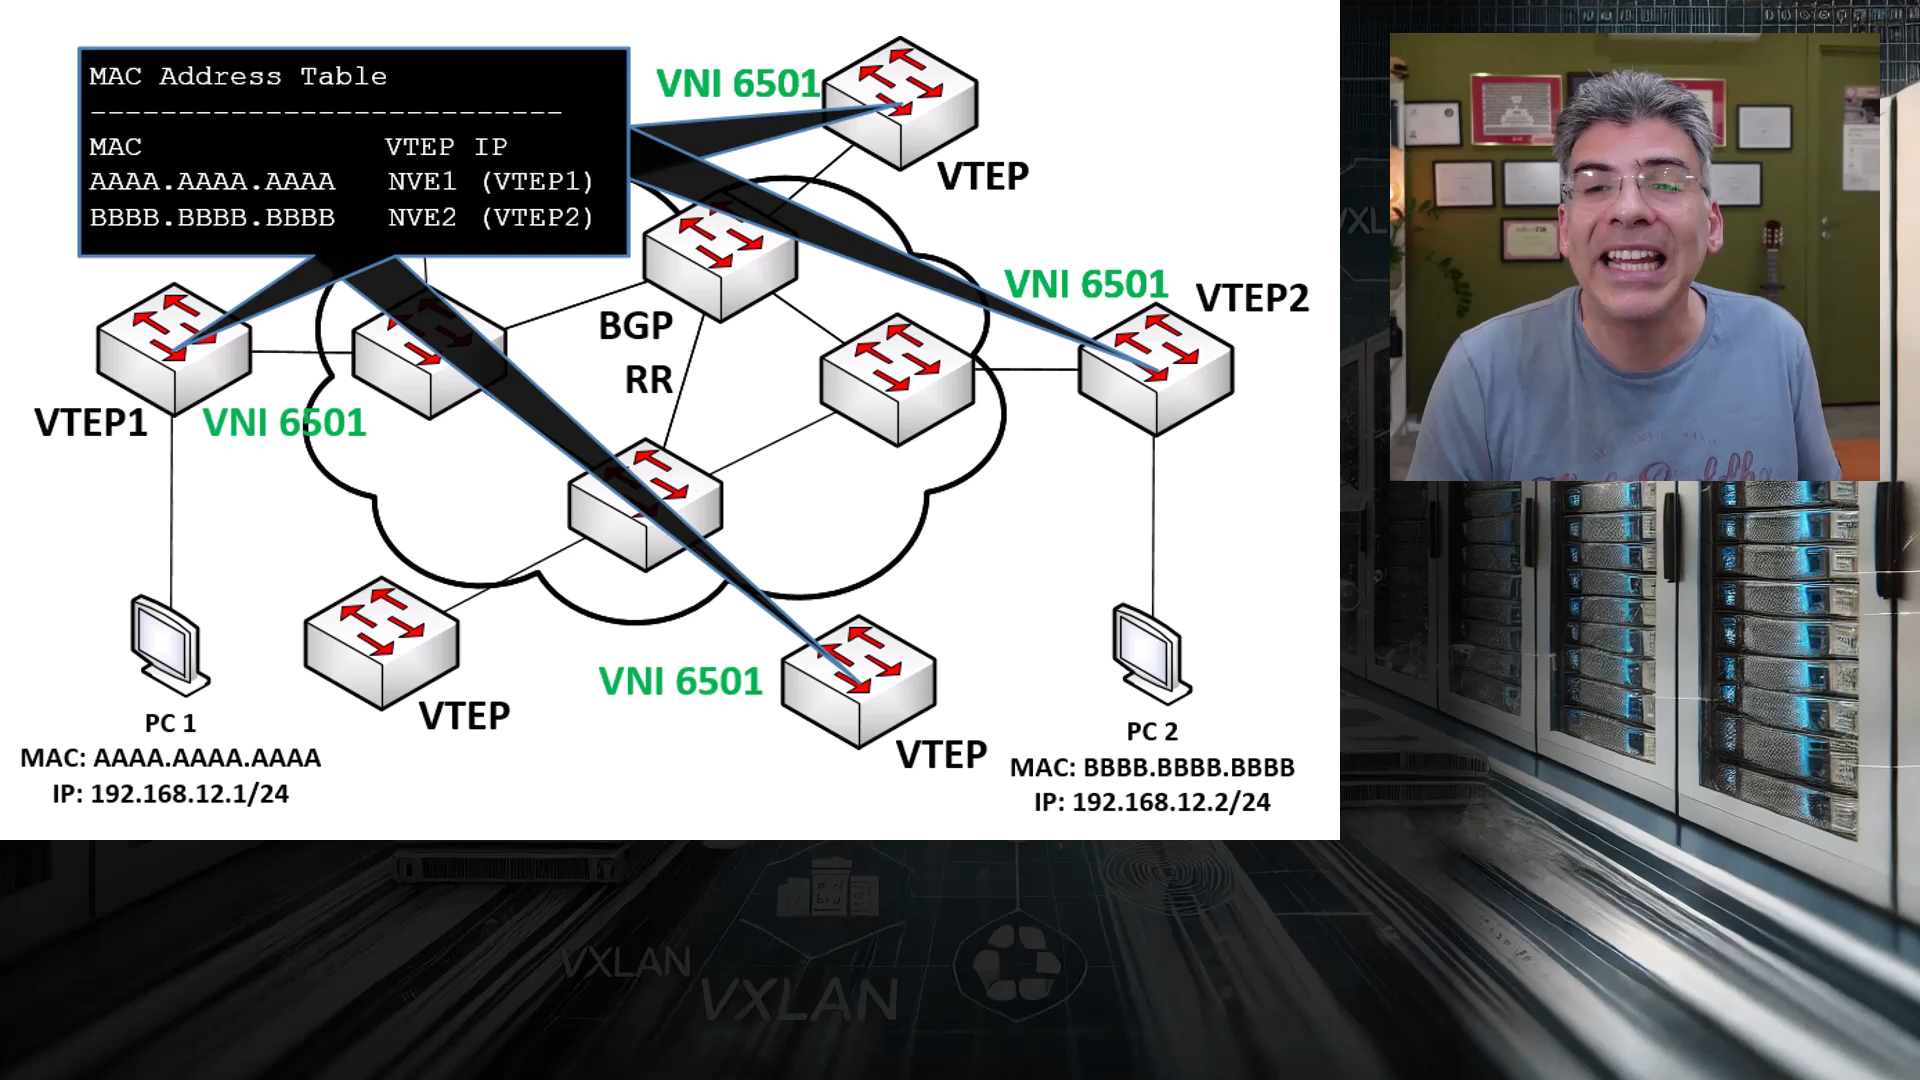 MAC Address Table
---------------------------
MAC VTEP IP
AAAA.AAAA.AAAA NVE1 (VTEP1)
BBBB.BBBB.BBBB NVE2 (VTEP2)
VNI 6501
VTEP
VNI 6501
VTEP2
BGP
RR
VTEP1
VNI 6501
VNI 6501
VTEP
VTEP
PC 1
MAC: AAAA.AAAA.AAAA
IP: 192.168.12.1/24
PC 2
MAC: BBBB.BBBB.BBBB
IP: 192.168.12.2/24
VXL
VXLAN
VXLAN